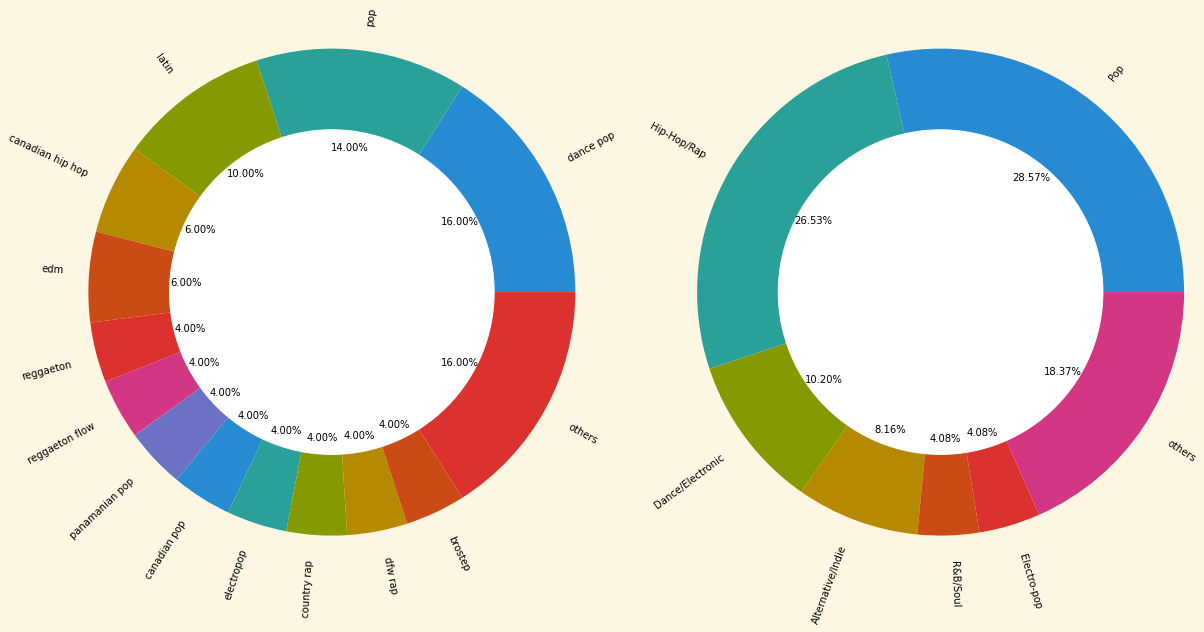 pop
14.00%
latin
10.00%
dance pop
16.00%
canadian hip hop
6.00%
edm
6.00%
reggaeton
4.00%
reggaeton flow
4.00%
panamanian pop
4.00%
canadian pop
4.00%
electropop
4.00%
country rap
4.00%
dfw rap
4.00%
brostep
4.00%
others
16.00%
Pop
28.57%
Hip-Hop/Rap
26.53%
Dance/Electronic
10.20%
Alternative/Indie
8.16%
R&B/Soul
4.08%
Electro-pop
4.08%
others
18.37%